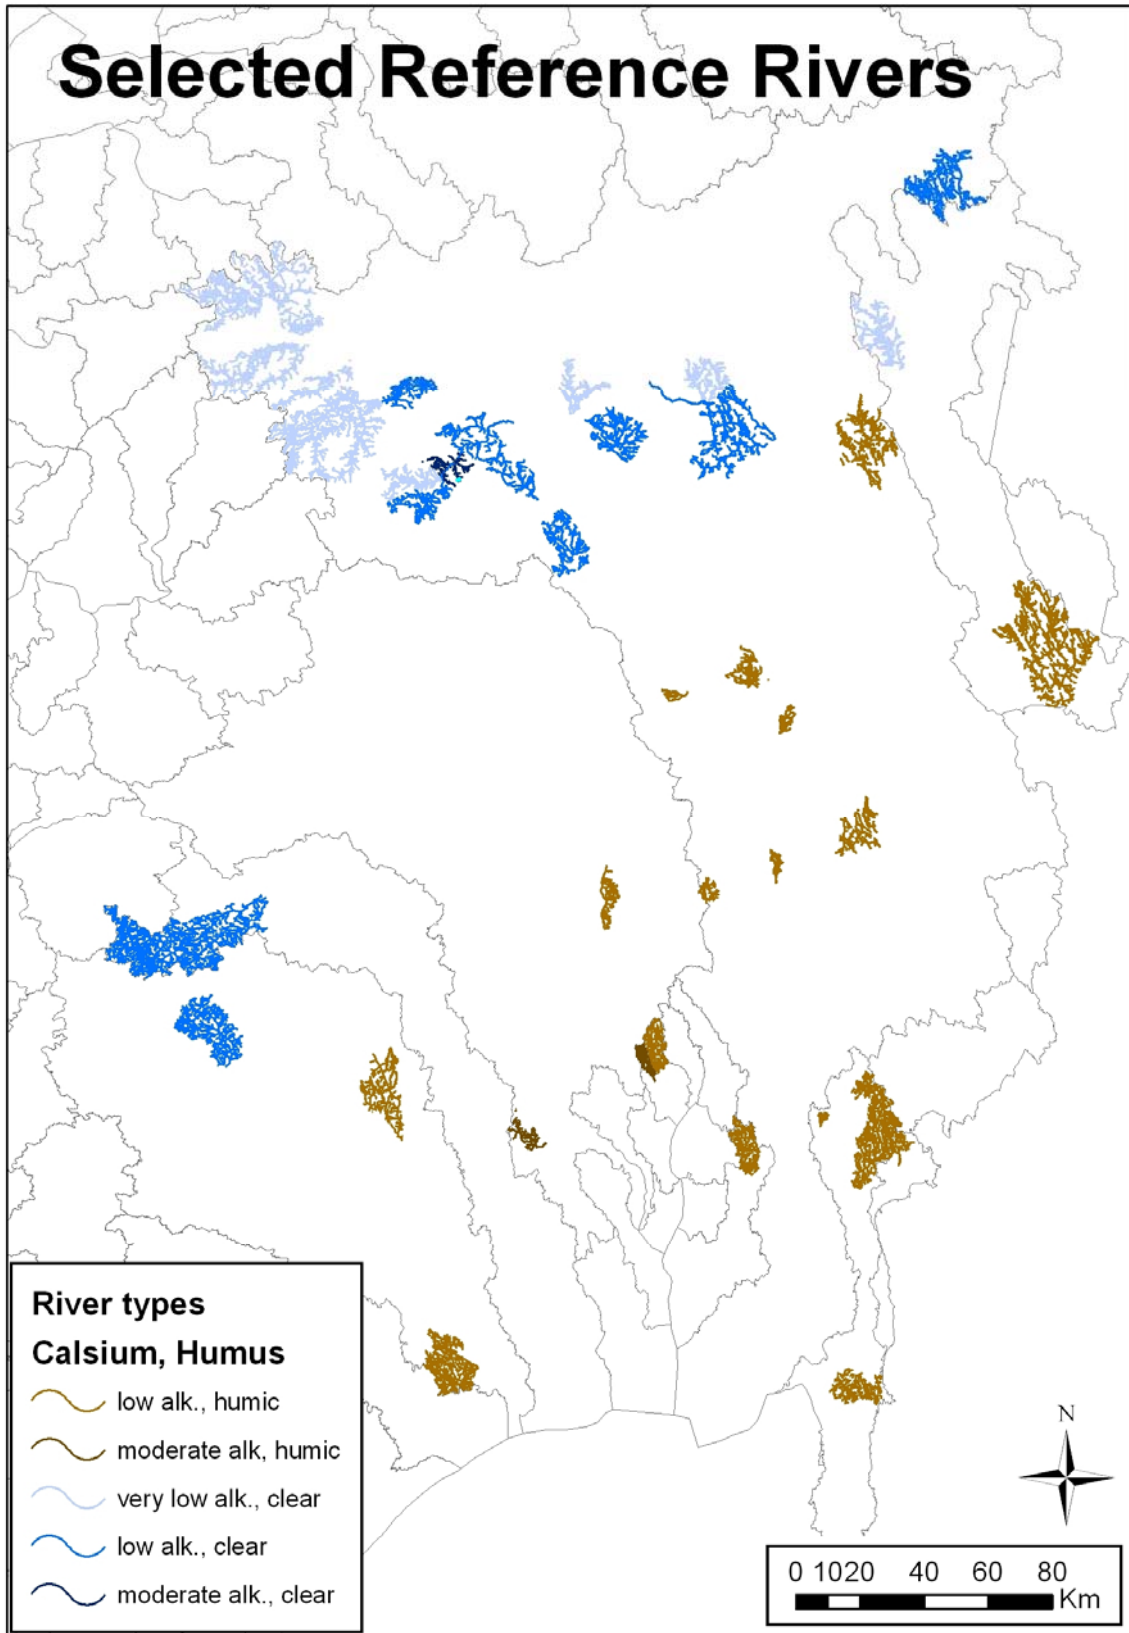 Selected Reference Rivers
River types
Calsium, Humus
low alk., humic
moderate alk, humic
very low alk., clear
low alk., clear
moderate alk., clear
N
0 1020 40 60 80
Km